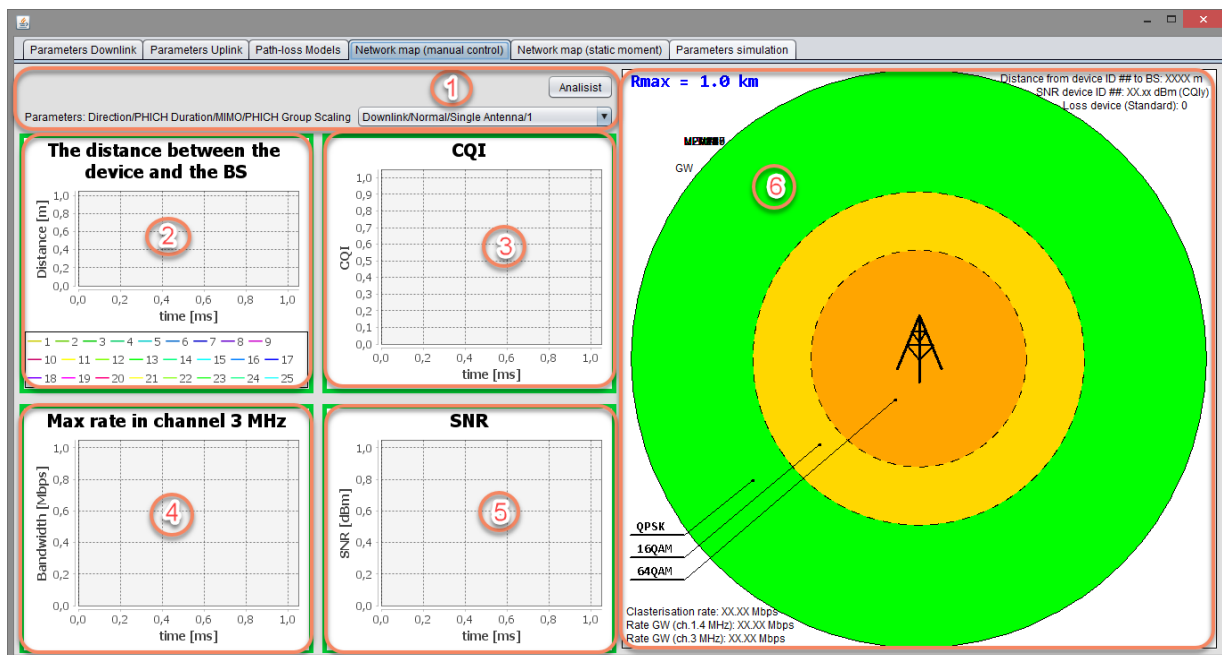 Parameters Downlink Parameters Uplink Path-loss Models Network map (manual control) Network map (static moment) Parameters simulation
1
Analisist
Parameters: Direction/PHICH Duration/MIMO/PHICH Group Scaling Downlink/Normal/Single Antenna/1
The distance between the
device and the BS
1,0
0,8
0,6
0,4
0,2
0,0
Distance [m]
2
0,0 0,2 0,4 0,6 0,8 1,0
time [ms]
1 2 3 4 5 6 7 8 9
10 11 12 13 14 15 16 17
18 19 20 21 22 23 24 25
CQI
1,0
0,9
0,8
0,7
0,6
0,5
0,4
0,3
0,2
0,1
0,0
CQI
3
0,0 0,2 0,4 0,6 0,8 1,0
time [ms]
Max rate in channel 3 MHz
1,0
0,8
0,6
0,4
0,2
0,0
Bandwidth [Mbps]
4
0,0 0,2 0,4 0,6 0,8 1,0
time [ms]
SNR
1,0
0,8
0,6
0,4
0,2
0,0
SNR [dBm]
5
0,0 0,2 0,4 0,6 0,8 1,0
time [ms]
Rmax = 1.0 km
Distance from device ID ## to BS: XXXX m
SNR device ID ##: XX.xx dBm (CQIy)
Loss device (Standard): 0
GW
6
QPSK
16QAM
64QAM
Clasterisation rate: XX.XX Mbps
Rate GW (ch.1.4 MHz): XX.XX Mbps
Rate GW (ch.3 MHz): XX.XX Mbps